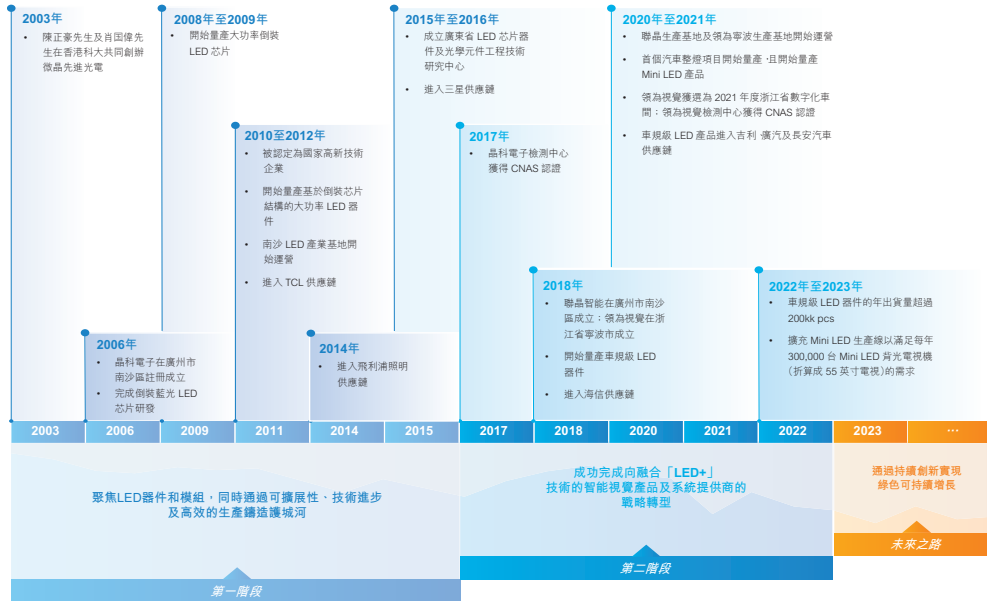 2003年
• 陳正豪先生及肖国偉先
生在香港科大共同創辦
微晶先進光電
2006年
• 晶科電子在廣州市
南沙區註冊成立
• 完成倒裝藍光 LED
芯片研發
2008年至2009年
• 開始量產大功率倒裝
LED 芯片
2010至2012年
• 被認定為國家高新技術
企業
• 開始量產基於倒裝芯片
結構的大功率 LED 器
件
• 南沙 LED 產業基地開
始運營
• 進入 TCL 供應鏈
2014年
• 進入飛利浦照明
供應鏈
2015年至2016年
• 成立廣東省 LED 芯片器
件及光學元件工程技術
研究中心
• 進入三星供應鏈
2017年
• 晶科電子檢測中心
獲得 CNAS 認證
2018年
• 聯晶智能在廣州市南沙
區成立；領為視覺在浙
江省寧波市成立
• 開始量產車規級 LED
器件
• 進入海信供應鏈
2020年至2021年
• 聯晶生產基地及領為寧波生產基地開始運營
• 首個汽車整燈項目開始量產，且開始量產
Mini LED 產品
• 領為視覺獲選為 2021 年度浙江省數字化車
間；領為視覺檢測中心獲得 CNAS 認證
• 車規級 LED 產品進入吉利、廣汽及長安汽車
供應鏈
2022年至2023年
• 車規級 LED 器件的年出貨量超過
200kk pcs
• 擴充 Mini LED 生產線以滿足每年
300,000 台 Mini LED 背光電視機
（折算成 55 英寸電視）的需求
2003 2006 2009 2011 2014 2015 2017 2018 2020 2021 2022 2023 …
聚焦LED器件和模組，同時通過可擴展性、技術進步
及高效的生產鑄造護城河
第一階段
成功完成向融合「LED+」
技術的智能視覺產品及系統提供商的
戰略轉型
第二階段
通過持續創新實現
綠色可持續增長
未來之路